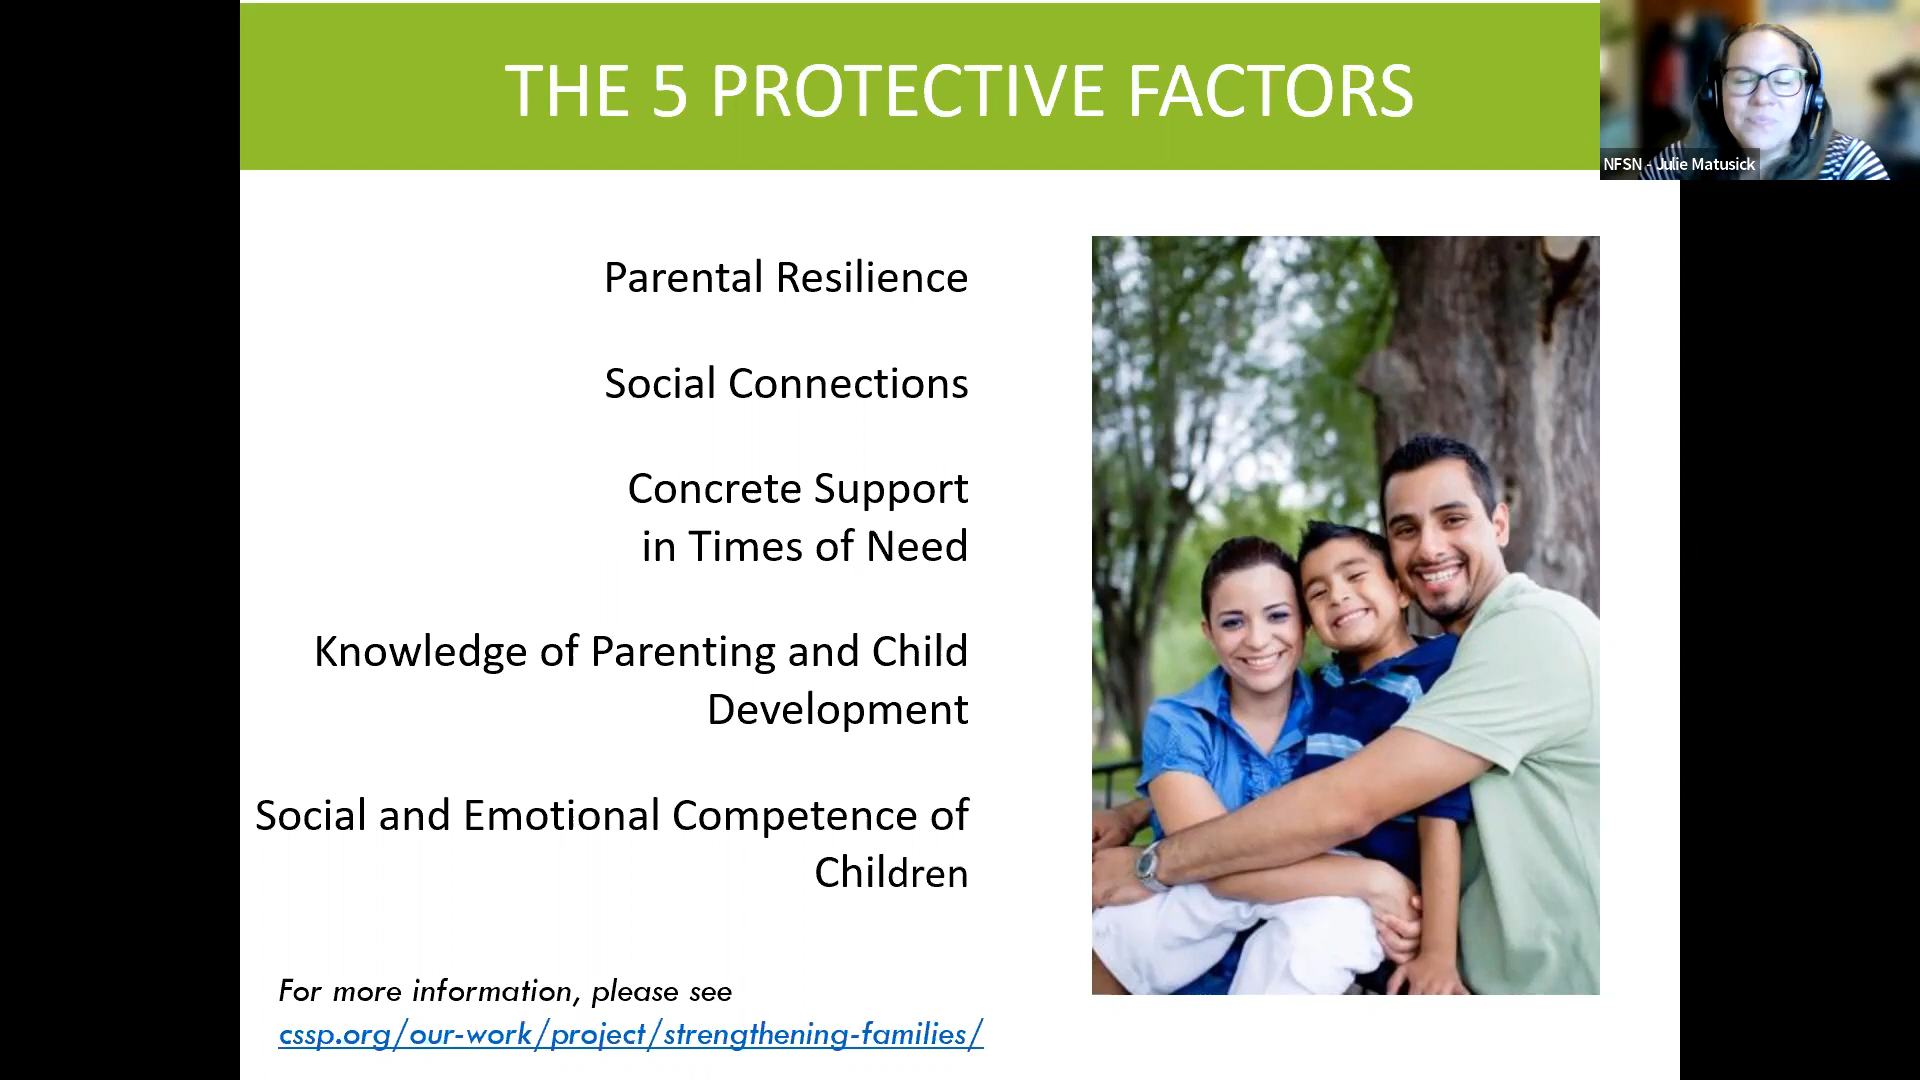 THE 5 PROTECTIVE FACTORS
NFSN - Julie Matusick
Parental Resilience
Social Connections
Concrete Support
in Times of Need
Knowledge of Parenting and Child
Development
Social and Emotional Competence of
Children
For more information, please see
cssp.org/our-work/project/strengthening-families/